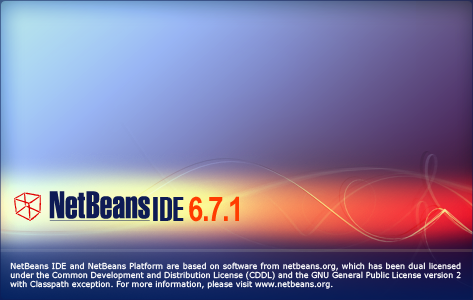 NetBeans IDE 6.7.1
NetBeans IDE and NetBeans Platform are based on software from netbeans.org, which has been dual licensed
under the Common Development and Distribution License (CDDL) and the GNU General Public License version 2
with Classpath exception. For more information, please visit www.netbeans.org.